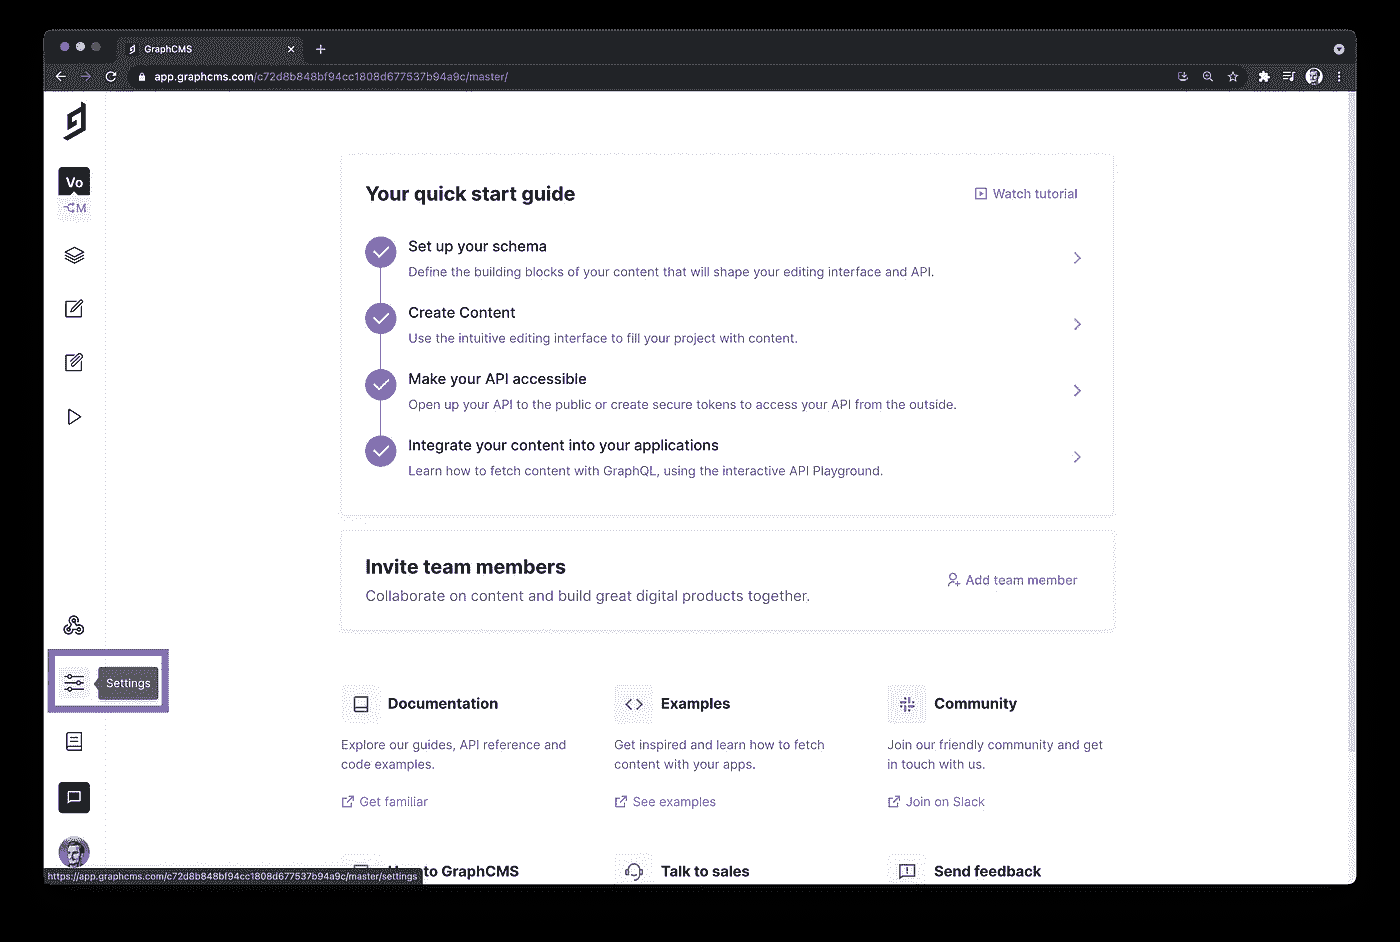 GraphCMS
app.graphcms.com/c72d8b848bf94cc1808d677537b94a9c/master/
Vo
M
Your quick start guide
Watch tutorial
Set up your schema
Define the building blocks of your content that will shape your editing interface and API.
Create Content
Use the intuitive editing interface to fill your project with content.
Make your API accessible
Open up your API to the public or create secure tokens to access your API from the outside.
Integrate your content into your applications
Learn how to fetch content with GraphQL, using the interactive API Playground.
Invite team members
Collaborate on content and build great digital products together.
Add team member
Settings
Documentation
Explore our guides, API reference and
code examples.
Get familiar
Examples
Get inspired and learn how to fetch
content with your apps.
See examples
Community
Join our friendly community and get
in touch with us.
Join on Slack
to GraphCMS
Talk to sales
Send feedback
https://app.graphcms.com/c72d8b848bf94cc1808d677537b94a9c/master/settings